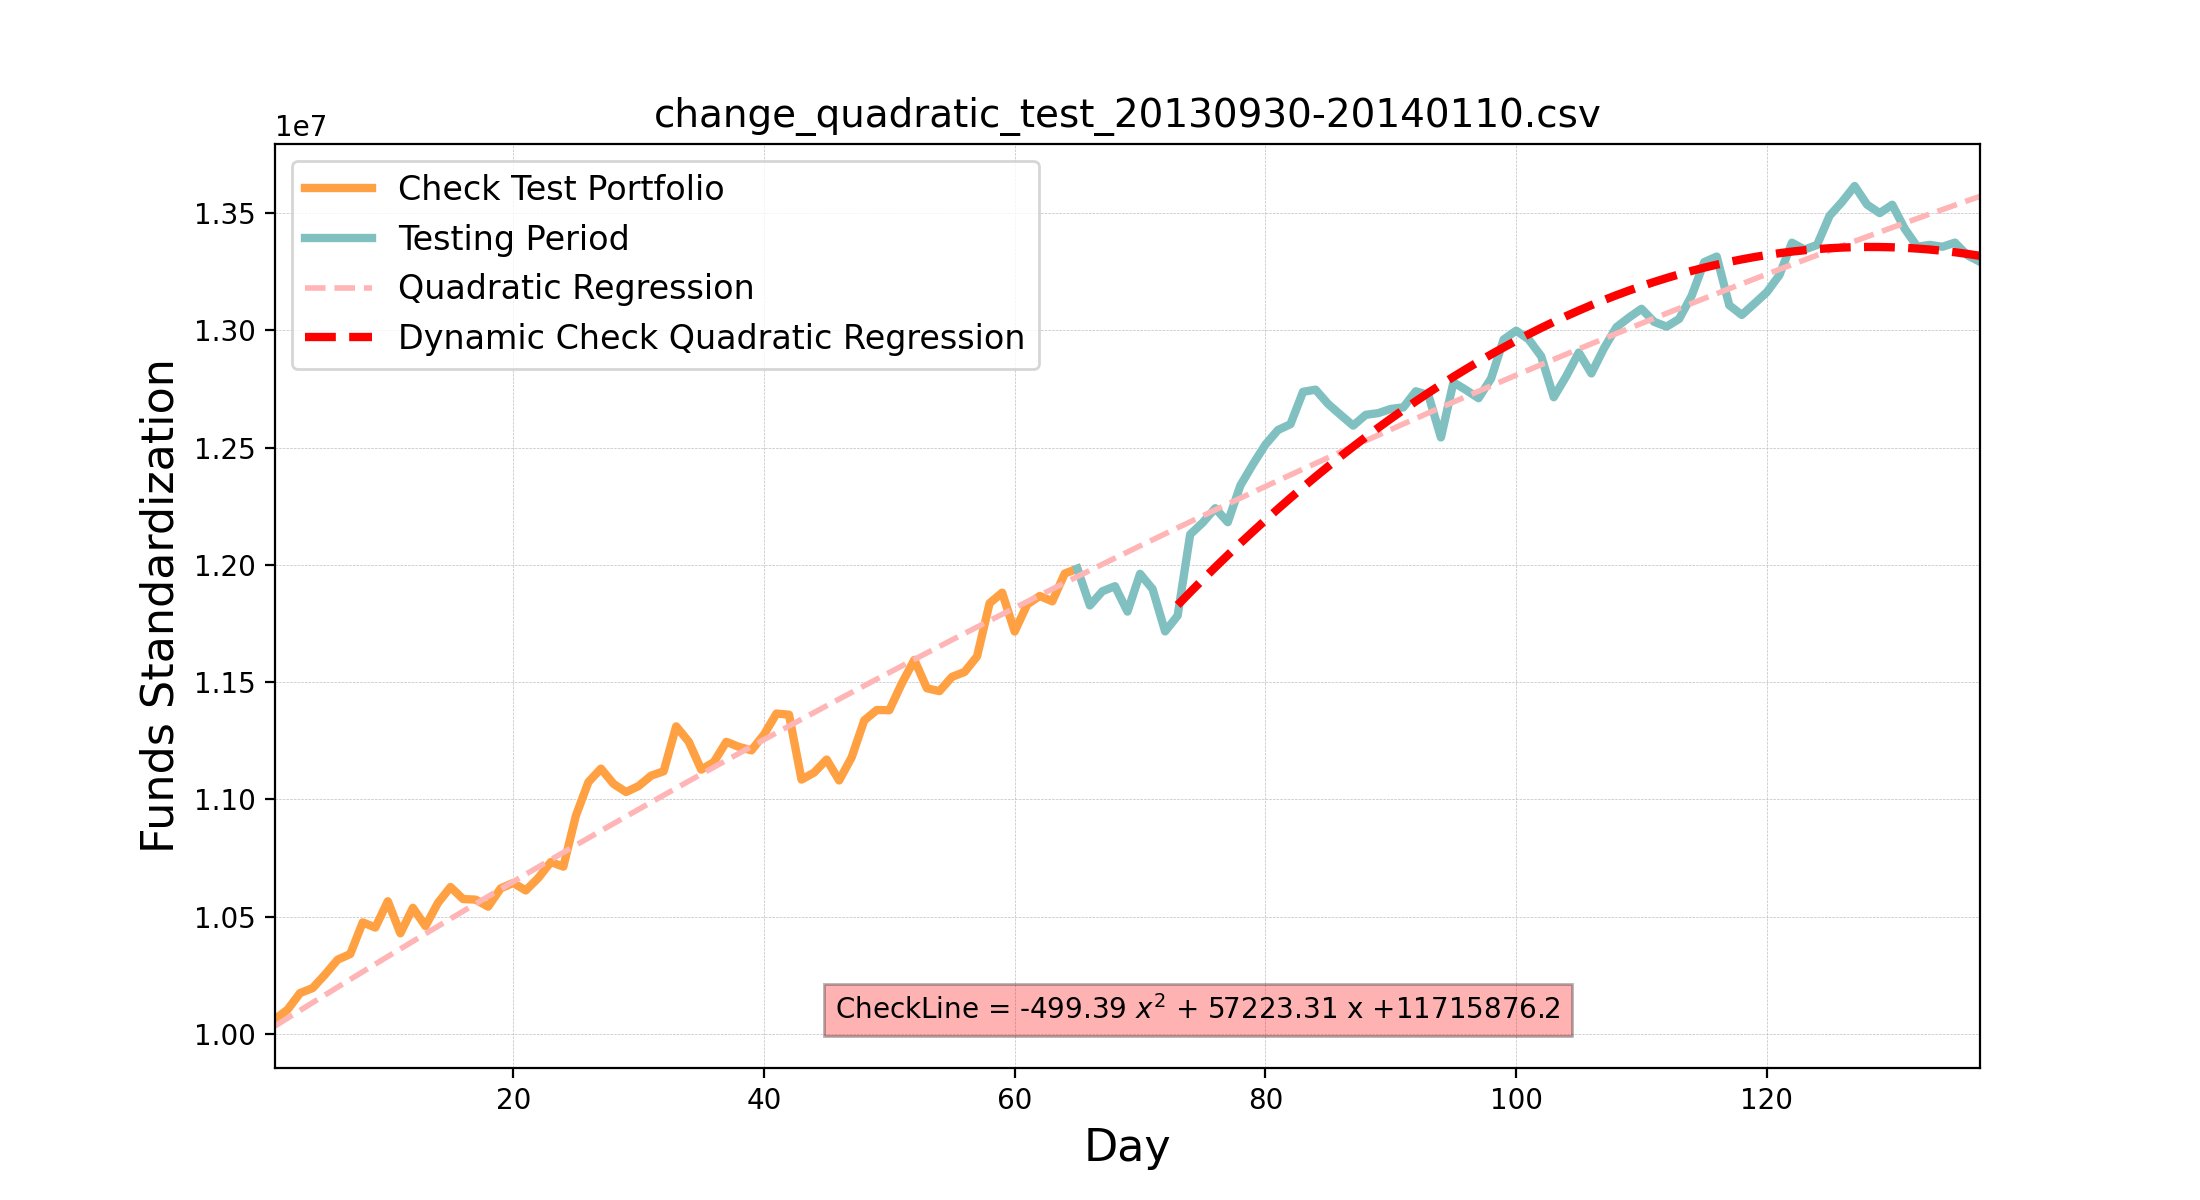 change_quadratic_test_20130930-20140110.csv
1e7
Check Test Portfolio
Testing Period
Quadratic Regression
Dynamic Check Quadratic Regression
Funds Standardization
1.35
1.30
1.25
1.20
1.15
1.10
1.05
1.00
CheckLine = -499.39 x² + 57223.31 x +11715876.2
20 40 60 80 100 120
Day